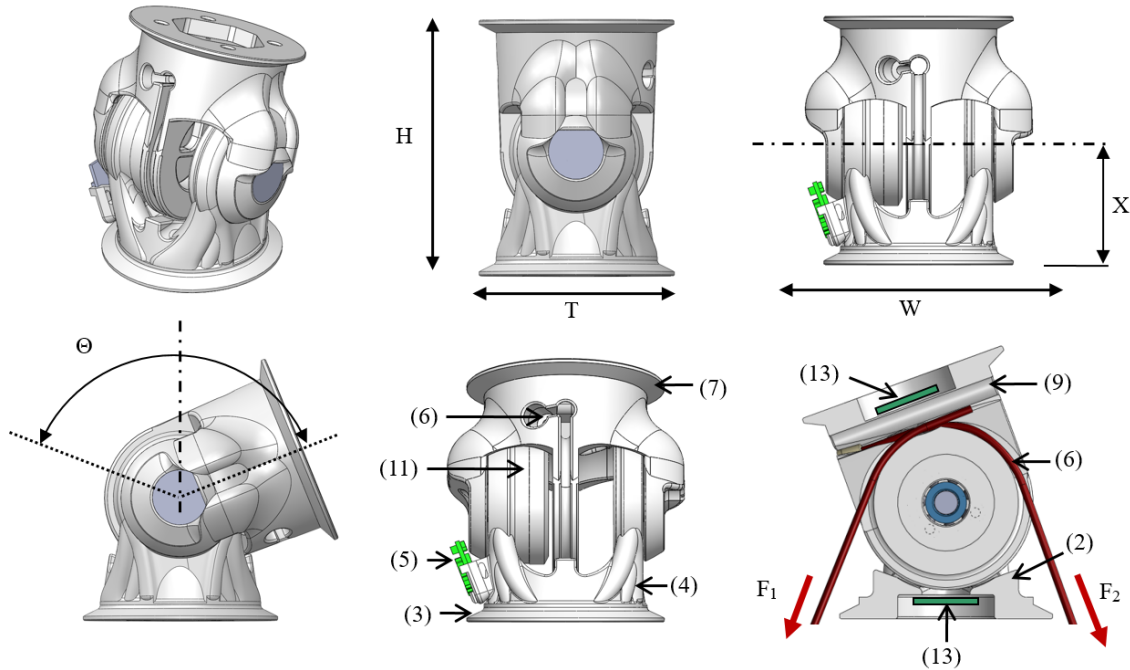 H
T
X
W
Θ
(6)
(7)
(11)
(5)
(4)
(3)
(13)
(9)
(6)
(2)
F₁
F₂
(13)